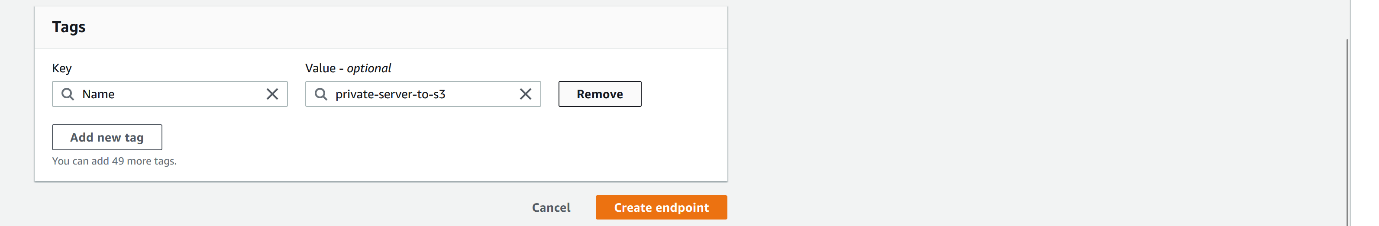 Tags
Key Value - optional
Name private-server-to-s3 Remove
Add new tag
You can add 49 more tags.
Cancel Create endpoint